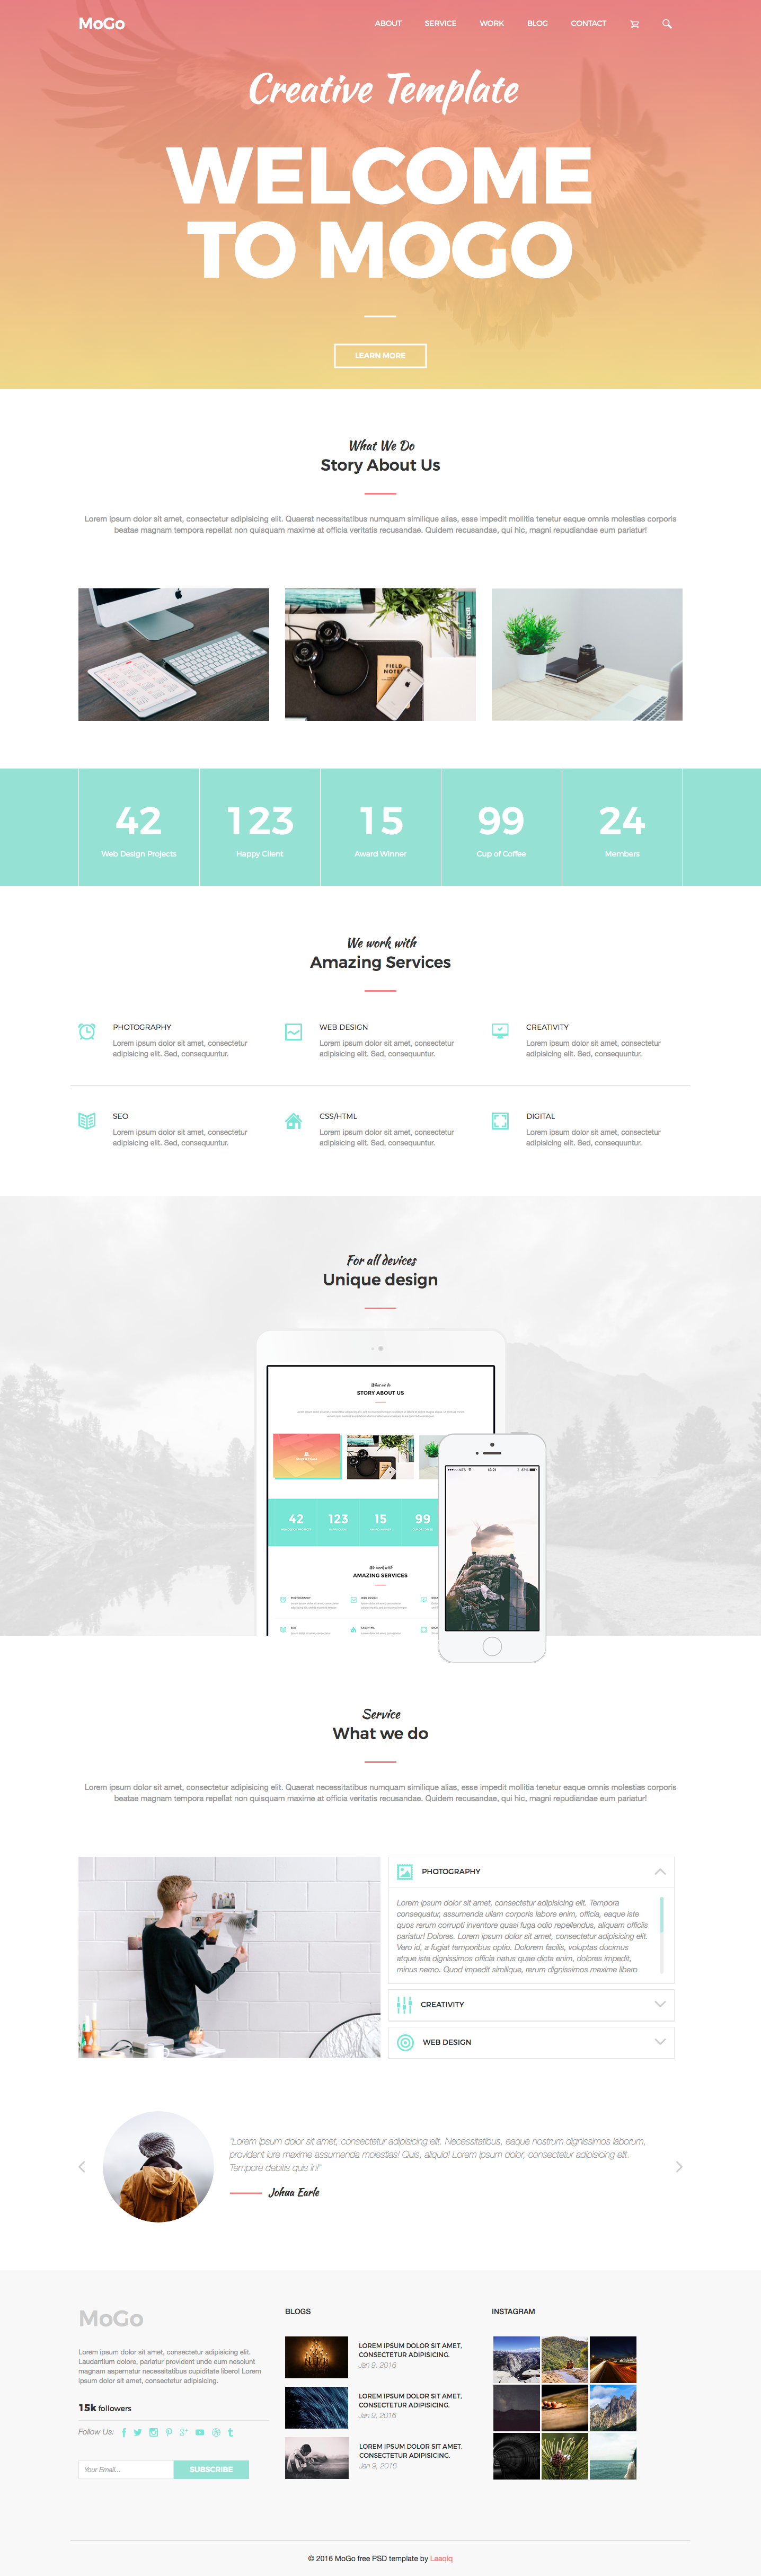 MoGo
ABOUT SERVICE WORK BLOG CONTACT
Creative Template
WELCOME
TO MOGO
LEARN MORE
What We Do
Story About Us
Lorem ipsum dolor sit amet, consectetur adipisicing elit. Quaerat necessitatibus numquam similique alias, esse impedit mollitia tenetur eaque omnis molestias corporis
beatae magnam tempora repellat non quisquam maxime at officia veritatis recusandae. Quidem recusandae, qui hic, magni repudiandae eum pariatur!
FIELD
NOTES
42 123 15 99 24
Web Design Projects Happy Client Award Winner Cup of Coffee Members
We work with
Amazing Services
PHOTOGRAPHY
Lorem ipsum dolor sit amet, consectetur
adipisicing elit. Sed, consequuntur.
WEB DESIGN
Lorem ipsum dolor sit amet, consectetur
adipisicing elit. Sed, consequuntur.
CREATIVITY
Lorem ipsum dolor sit amet, consectetur
adipisicing elit. Sed, consequuntur.
SEO
Lorem ipsum dolor sit amet, consectetur
adipisicing elit. Sed, consequuntur.
CSS/HTML
Lorem ipsum dolor sit amet, consectetur
adipisicing elit. Sed, consequuntur.
DIGITAL
Lorem ipsum dolor sit amet, consectetur
adipisicing elit. Sed, consequuntur.
For all devices
Unique design
What we do
STORY ABOUT US
42 123 15 99
We work with
AMAZING SERVICES
PHOTOGRAPHY WEB DESIGN
SEO CSS/HTML
12:21
Service
What we do
Lorem ipsum dolor sit amet, consectetur adipisicing elit. Quaerat necessitatibus numquam similique alias, esse impedit mollitia tenetur eaque omnis molestias corporis
beatae magnam tempora repellat non quisquam maxime at officia veritatis recusandae. Quidem recusandae, qui hic, magni repudiandae eum pariatur!
PHOTOGRAPHY
Lorem ipsum dolor sit amet, consectetur adipisicing elit. Tempora
consequatur, assumenda ullam corporis labore enim, officia, eaque iste
quos rerum corrupti inventore quasi fuga odio repellendus, aliquam officiis
pariatur! Dolores. Lorem ipsum dolor sit amet, consectetur adipisicing elit.
Vero id, a fugiat temporibus optio. Dolorem facilis, voluptas ducimus
atque iste dignissimos officia natus quae dicta enim, dolores impedit,
minus nemo. Quod impedit similique, rerum dignissimos maxime libero
CREATIVITY
WEB DESIGN
"Lorem ipsum dolor sit amet, consectetur adipisicing elit. Necessitatibus, eaque nostrum dignissimos laborum,
provident iure maxime assumenda molestias! Quis, aliquid! Lorem ipsum dolor, consectetur adipisicing elit.
Tempore debitis quis in!"
Johua Earle
MoGo
Lorem ipsum dolor sit amet, consectetur adipisicing elit.
Laudantium dolore, pariatur provident unde eum nesciunt
magnam aspernatur necessitatibus cupiditate libero! Lorem
ipsum dolor sit amet, consectetur adipisicing elit.
15k followers
Follow Us:
Your Email... SUBSCRIBE
BLOGS
LOREM IPSUM DOLOR SIT AMET,
CONSECTETUR ADIPISICING.
Jan 9, 2016
LOREM IPSUM DOLOR SIT AMET,
CONSECTETUR ADIPISICING.
Jan 9, 2016
LOREM IPSUM DOLOR SIT AMET,
CONSECTETUR ADIPISICING.
Jan 9, 2016
INSTAGRAM
© 2016 MoGo free PSD template by Laaqiq